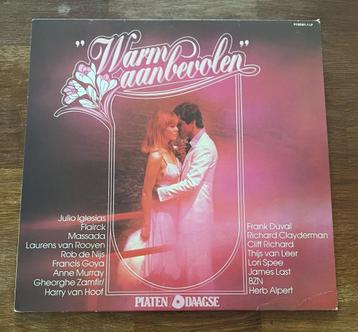 "Warm
aanbevolen"
Julio Iglesias
Flairck
Massada
Laurens van Rooyen
Rob de Nijs
Francis Goya
Anne Murray
Gheorghe Zamfir/
Harry van Hoof
Frank Duval
Richard Clayderman
Cliff Richard
Thijs van Leer
Lori Spee
James Last
BZN
Herb Alpert
PLATEN 6 DAAGSE